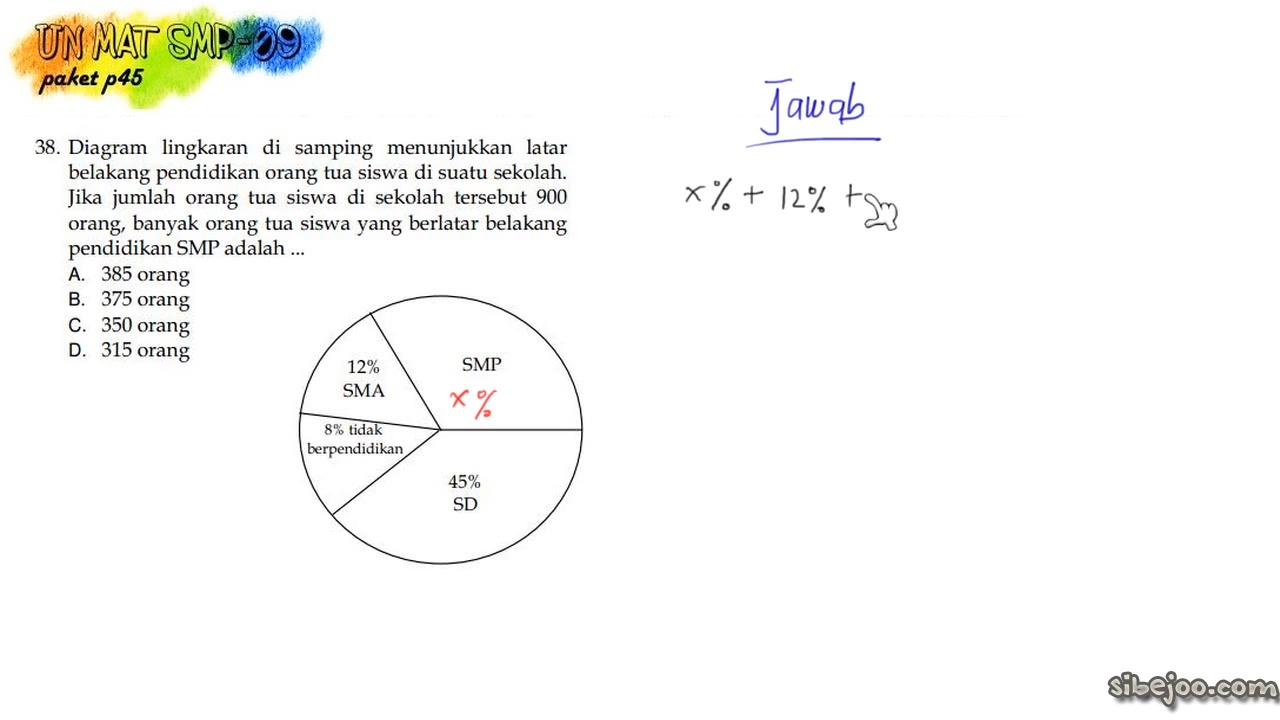 UN MAT SMP-09
paket p45
Jawab
38. Diagram lingkaran di samping menunjukkan latar
belakang pendidikan orang tua siswa di suatu sekolah.
Jika jumlah orang tua siswa di sekolah tersebut 900
orang, banyak orang tua siswa yang berlatar belakang
pendidikan SMP adalah ...
A. 385 orang
B. 375 orang
C. 350 orang
D. 315 orang
12%
SMA
SMP
x%
8% tidak
berpendidikan
45%
SD
x% + 12% +
sibejoo.com